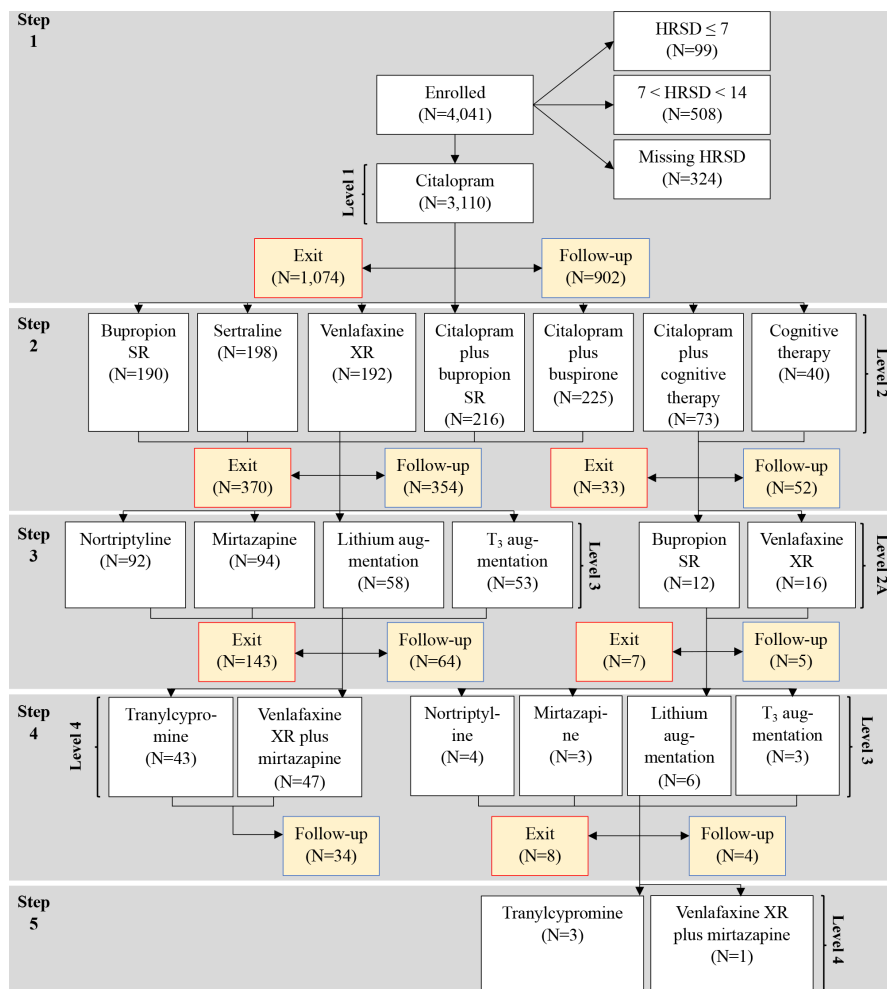 Step
1
HRSD ≤ 7
(N=99)
Enrolled
(N=4,041)
7 < HRSD < 14
(N=508)
Missing HRSD
(N=324)
Level 1
Citalopram
(N=3,110)
Exit
(N=1,074)
Follow-up
(N=902)
Step
2
Bupropion
SR
(N=190)
Sertraline
(N=198)
Venlafaxine
XR
(N=192)
Citalopram
plus
bupropion
SR
(N=216)
Citalopram
plus
buspirone
(N=225)
Citalopram
plus
cognitive
therapy
(N=73)
Cognitive
therapy
(N=40)
Level 2
Exit
(N=370)
Follow-up
(N=354)
Exit
(N=33)
Follow-up
(N=52)
Step
3
Nortriptyline
(N=92)
Mirtazapine
(N=94)
Lithium aug-
mentation
(N=58)
T₃ aug-
mentation
(N=53)
Level 3
Bupropion
SR
(N=12)
Venlafaxine
XR
(N=16)
Level 2A
Exit
(N=143)
Follow-up
(N=64)
Exit
(N=7)
Follow-up
(N=5)
Step
4
Level 4
Tranylcypro-
mine
(N=43)
Venlafaxine
XR plus
mirtazapine
(N=47)
Nortriptyl-
ine
(N=4)
Mirtazapi-
ne
(N=3)
Lithium
aug-
mentation
(N=6)
T₃ aug-
mentation
(N=3)
Level 3
Follow-up
(N=34)
Exit
(N=8)
Follow-up
(N=4)
Step
5
Tranylcypromine
(N=3)
Venlafaxine XR
plus mirtazapine
(N=1)
Level 4